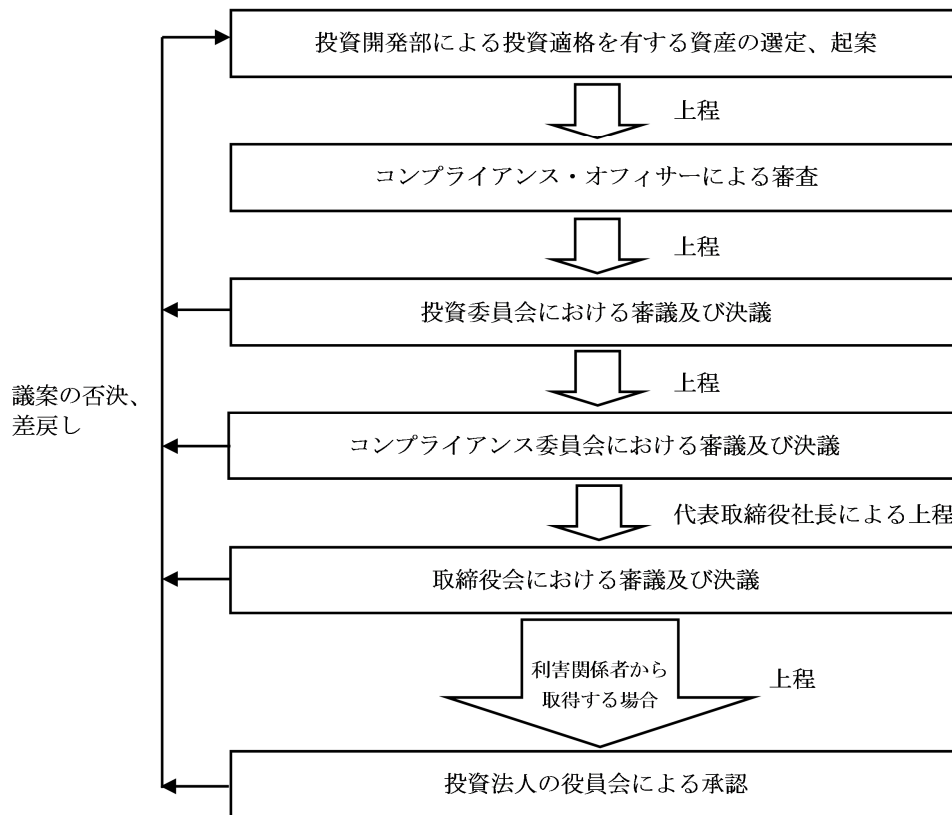 投資開発部による投資適格を有する資産の選定、起案
上程
コンプライアンス・オフィサーによる審査
上程
投資委員会における審議及び決議
上程
議案の否決、
差戻し
コンプライアンス委員会における審議及び決議
代表取締役社長による上程
取締役会における審議及び決議
利害関係者から
取得する場合
上程
投資法人の役員会による承認